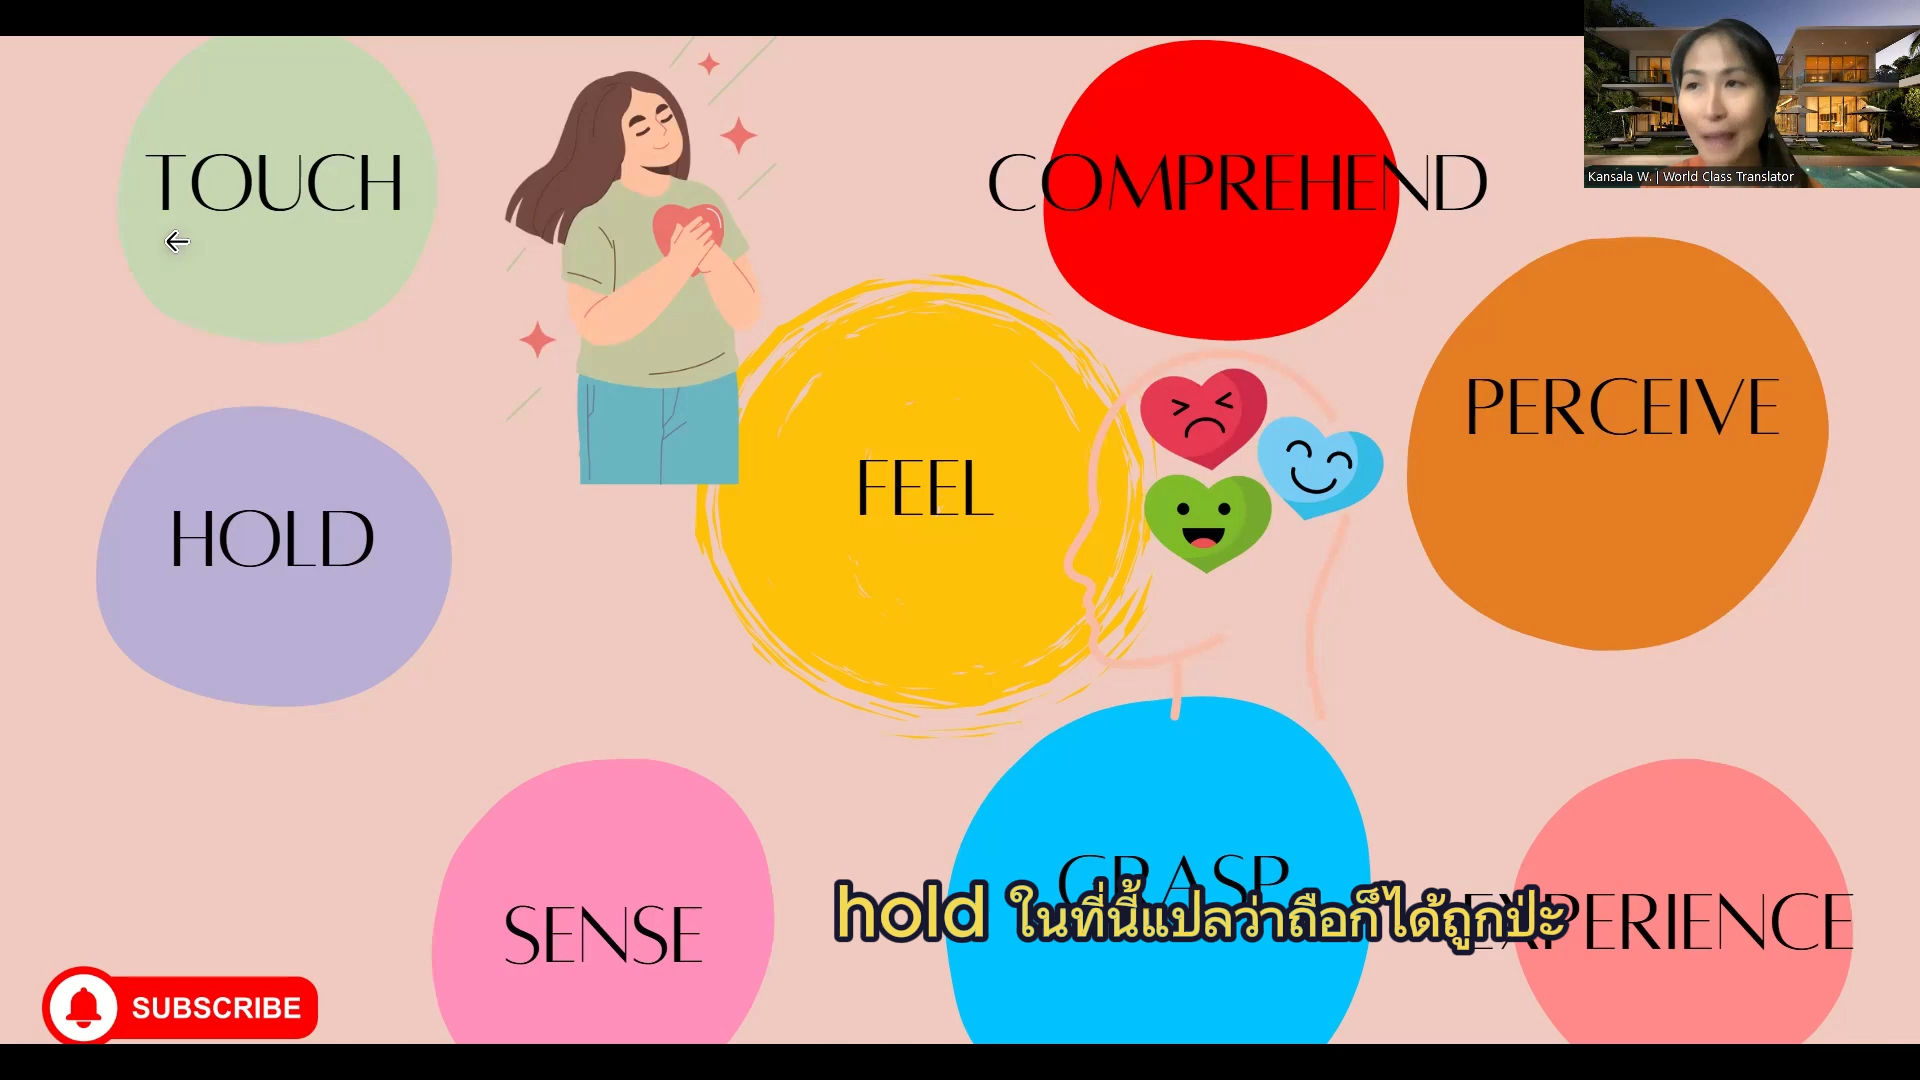 TOUCH
COMPREHEND
Kansala W. | World Class Translator
PERCEIVE
FEEL
HOLD
GRASP
SENSE
EXPERIENCE
hold ในที่นี้แปลว่าถือก็ได้ถูกป่ะ
SUBSCRIBE